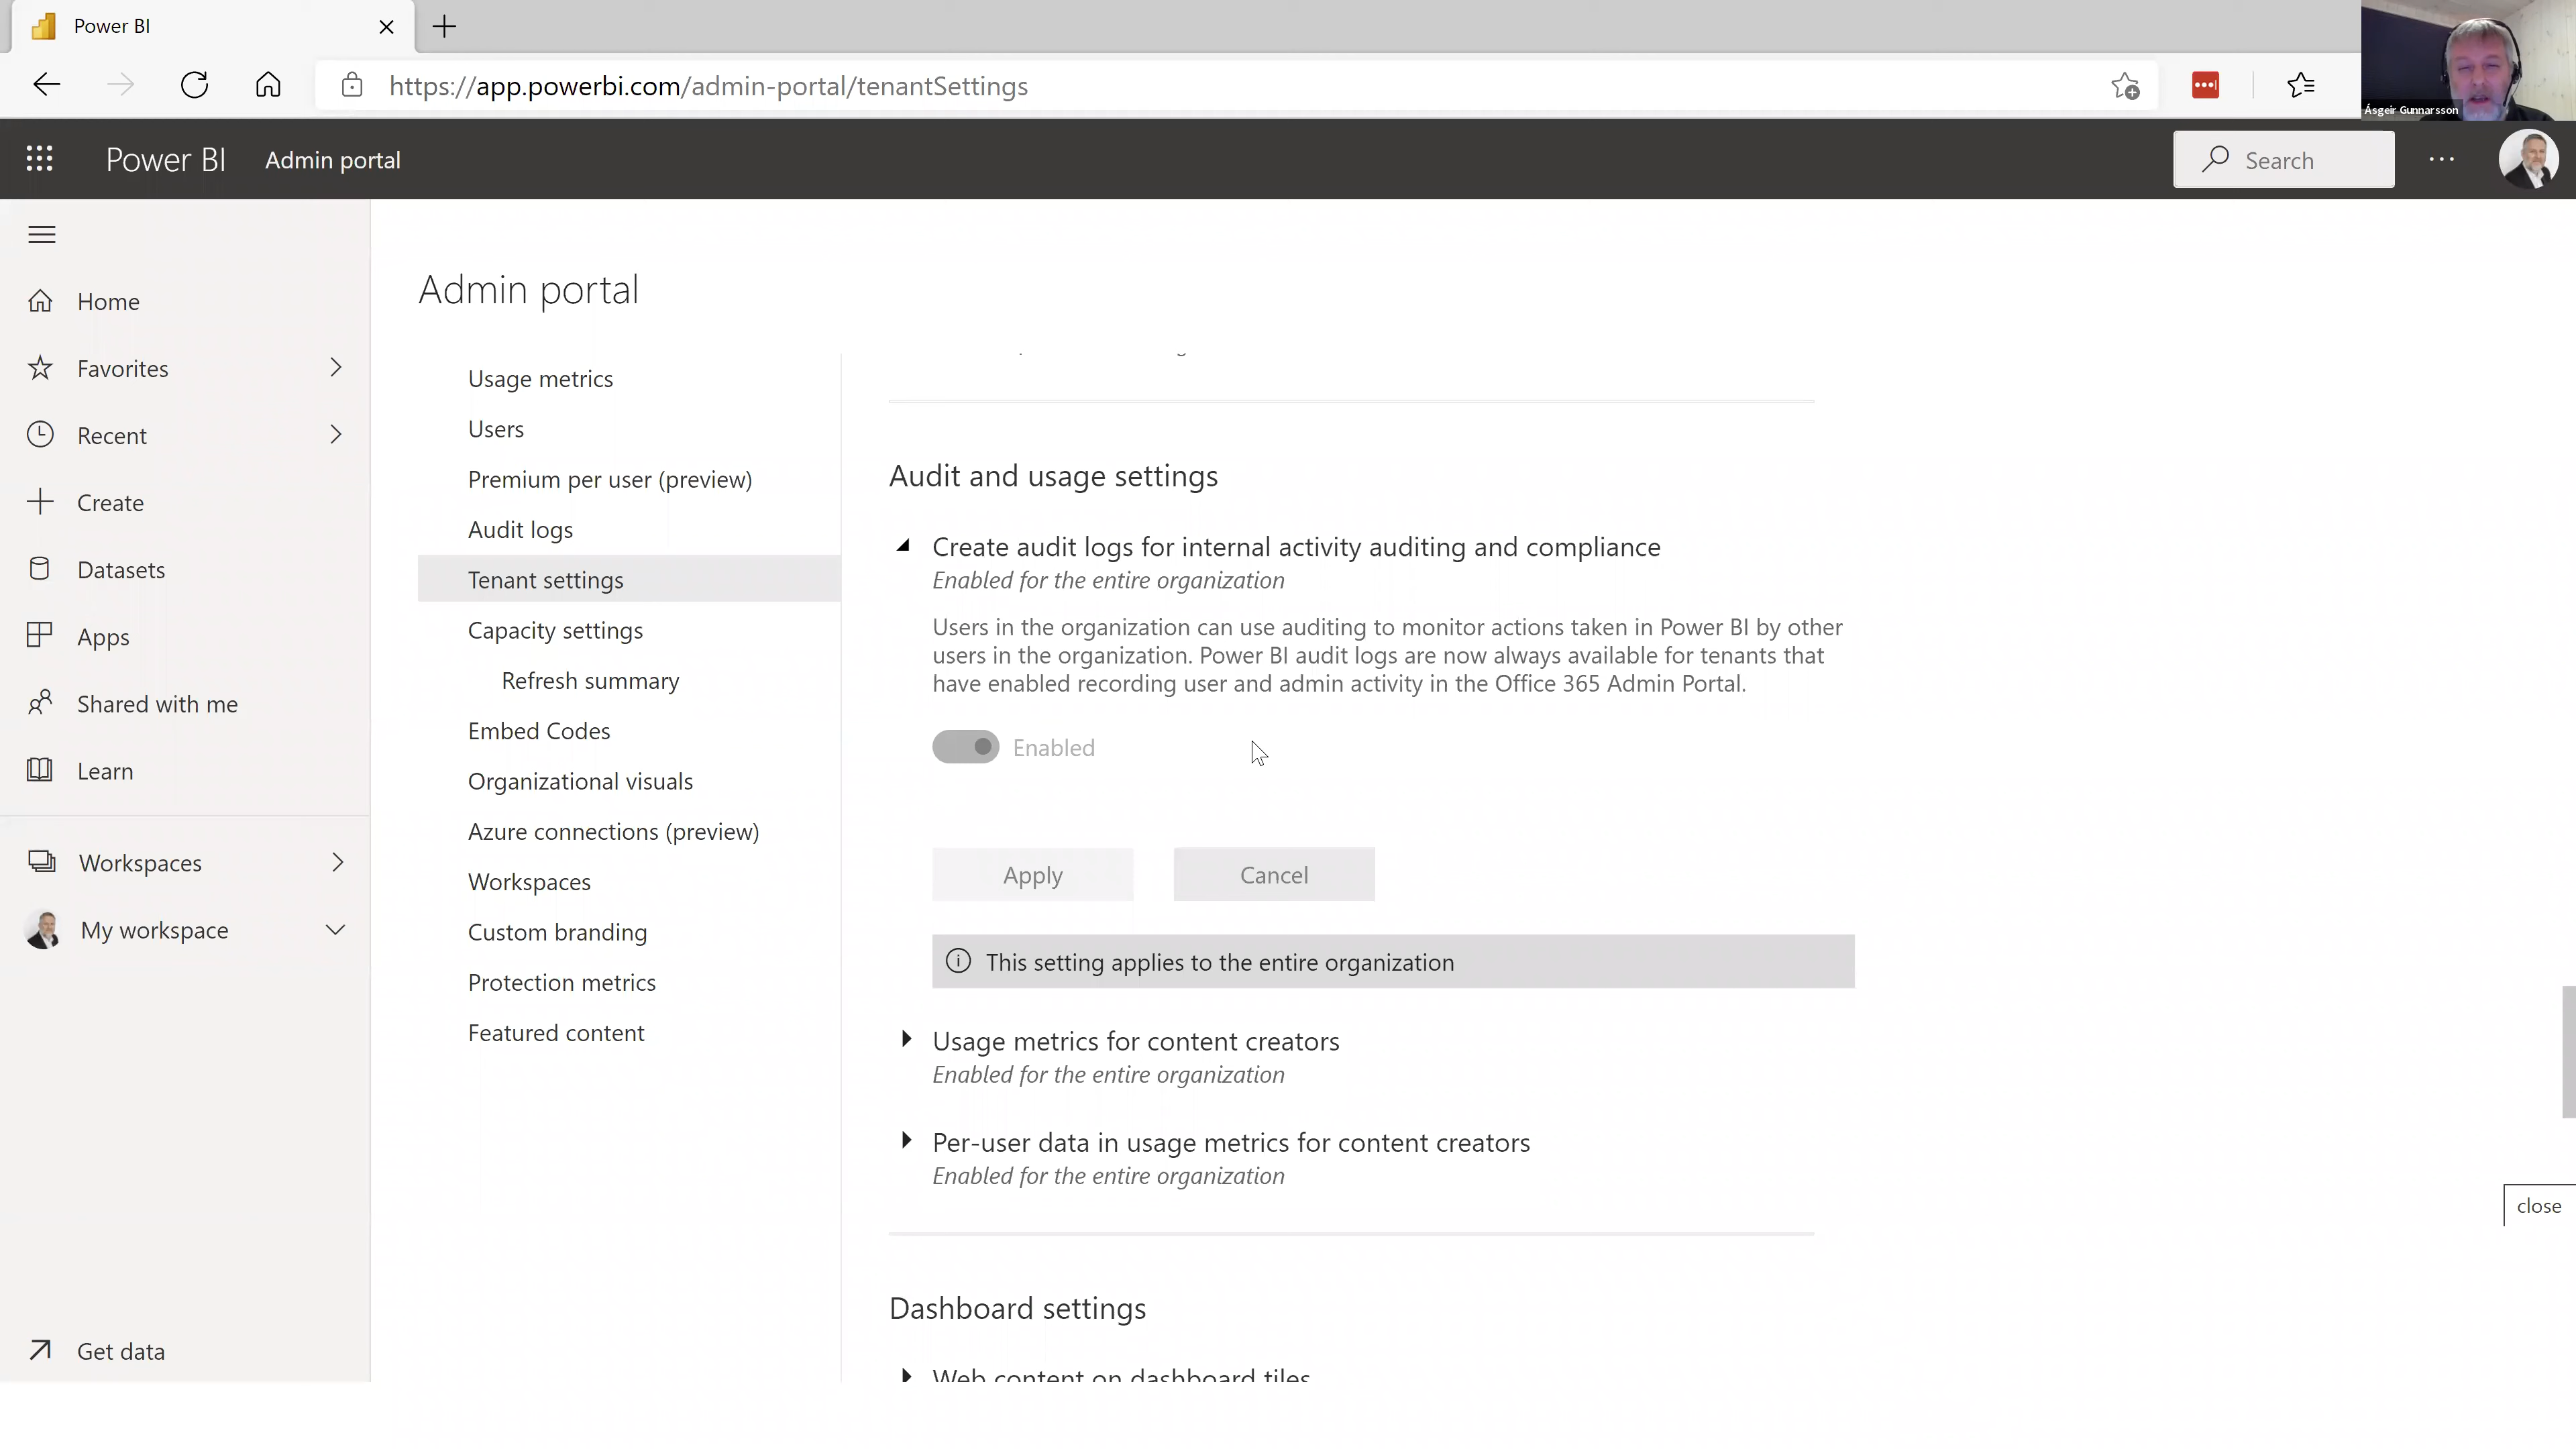 Power BI
https://app.powerbi.com/admin-portal/tenantSettings
Ásgeir Gunnarsson
Power BI
Admin portal
Search
Home
Favorites
Recent
Create
Datasets
Apps
Shared with me
Learn
Workspaces
My workspace
Get data
Admin portal
Usage metrics
Users
Premium per user (preview)
Audit logs
Tenant settings
Capacity settings
Refresh summary
Embed Codes
Organizational visuals
Azure connections (preview)
Workspaces
Custom branding
Protection metrics
Featured content
Audit and usage settings
Create audit logs for internal activity auditing and compliance
Enabled for the entire organization
Users in the organization can use auditing to monitor actions taken in Power BI by other
users in the organization. Power BI audit logs are now always available for tenants that
have enabled recording user and admin activity in the Office 365 Admin Portal.
Enabled
Apply
Cancel
This setting applies to the entire organization
Usage metrics for content creators
Enabled for the entire organization
Per-user data in usage metrics for content creators
Enabled for the entire organization
close
Dashboard settings
Web content on dashboard tiles